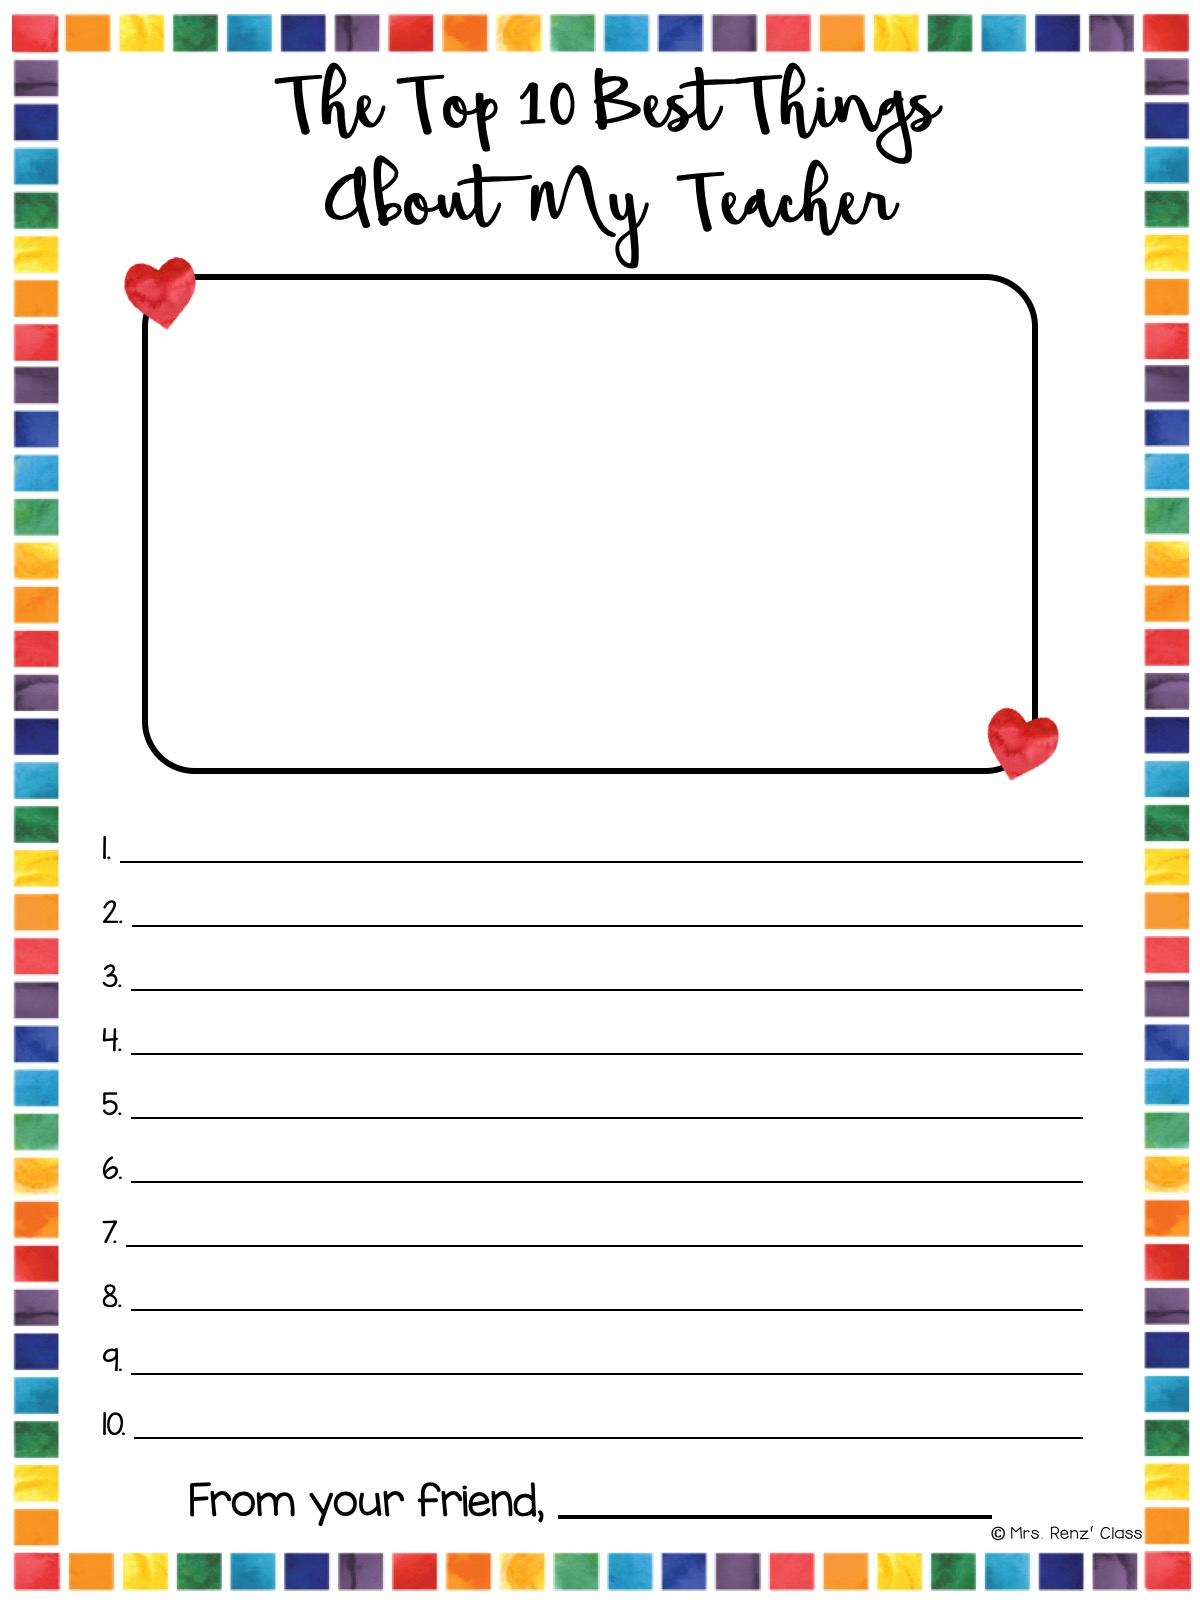 The Top 10 Best Things
About My Teacher
1.
2.
3.
4.
5.
6.
7.
8.
9.
10.
From your friend,
© Mrs. Renz' Class